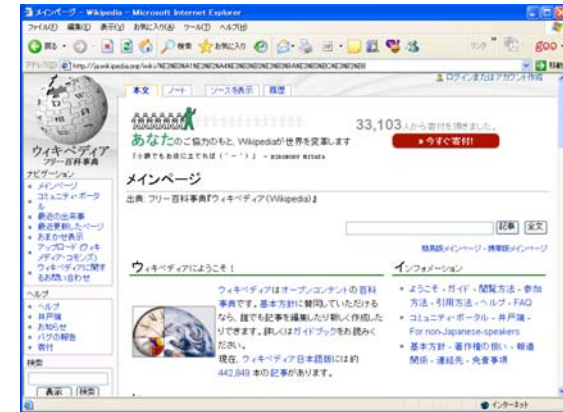 メインページ - Wikipedia - Microsoft Internet Explorer
ファイル(F) 編集(E) 表示(V) お気に入り(A) ツール(T) ヘルプ(H)
戻る 検索 お気に入り goo
アドレス(D) 移動
ログインまたはアカウント作成
本文 ノート ソースを表示 履歴
33,103人から寄付を頂きました。
あなたのご協力のもと、Wikipediaが世界を変革します
» 今すぐ寄付!
ウィキペディア
フリー百科事典
ナビゲーション
メインページ
コミュニティ・ポータル
最近の出来事
最近更新したページ
おまかせ表示
アップロード (ウィキメディア・コモンズ)
ウィキペディアに関するお問い合わせ
ヘルプ
ヘルプ
井戸端
お知らせ
バグの報告
寄付
検索
表示 検索
メインページ
出典: フリー百科事典『ウィキペディア(Wikipedia)』
記事 全文
簡易版メインページ - 携帯版メインページ
ウィキペディアにようこそ!
ウィキペディアはオープンコンテントの百科
事典です。基本方針に賛同していただける
なら、誰でも記事を編集したり新しく作成した
りできます。詳しくはガイドブックをお読みく
ださい。
現在、ウィキペディア日本語版には約
442,849 本の記事があります。
インフォメーション
ようこそ - ガイド - 閲覧方法 - 参加
方法 - 引用方法 - ヘルプ - FAQ
コミュニティ・ポータル - 井戸端 -
For non-Japanese-speakers
基本方針 - 著作権の扱い - 報道
関係 - 連絡先 - 免責事項
インターネット